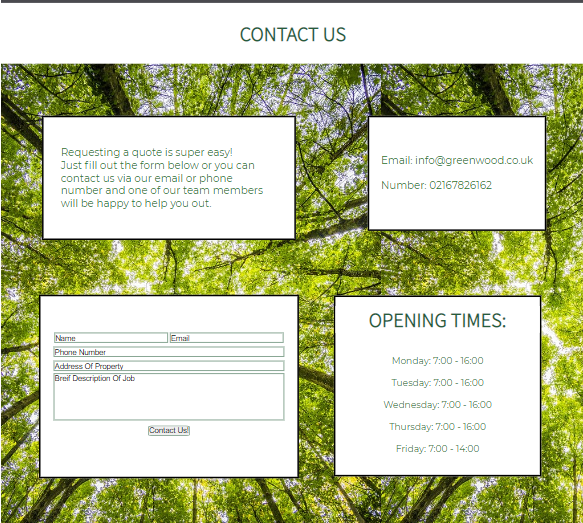 CONTACT US
Requesting a quote is super easy!
Just fill out the form below or you can
contact us via our email or phone
number and one of our team members
will be happy to help you out.
Email: info@greenwood.co.uk
Number: 02167826162
Name
Email
Phone Number
Address Of Property
Breif Description Of Job
Contact Us!
OPENING TIMES:
Monday: 7:00 - 16:00
Tuesday: 7:00 - 16:00
Wednesday: 7:00 - 16:00
Thursday: 7:00 - 16:00
Friday: 7:00 - 14:00